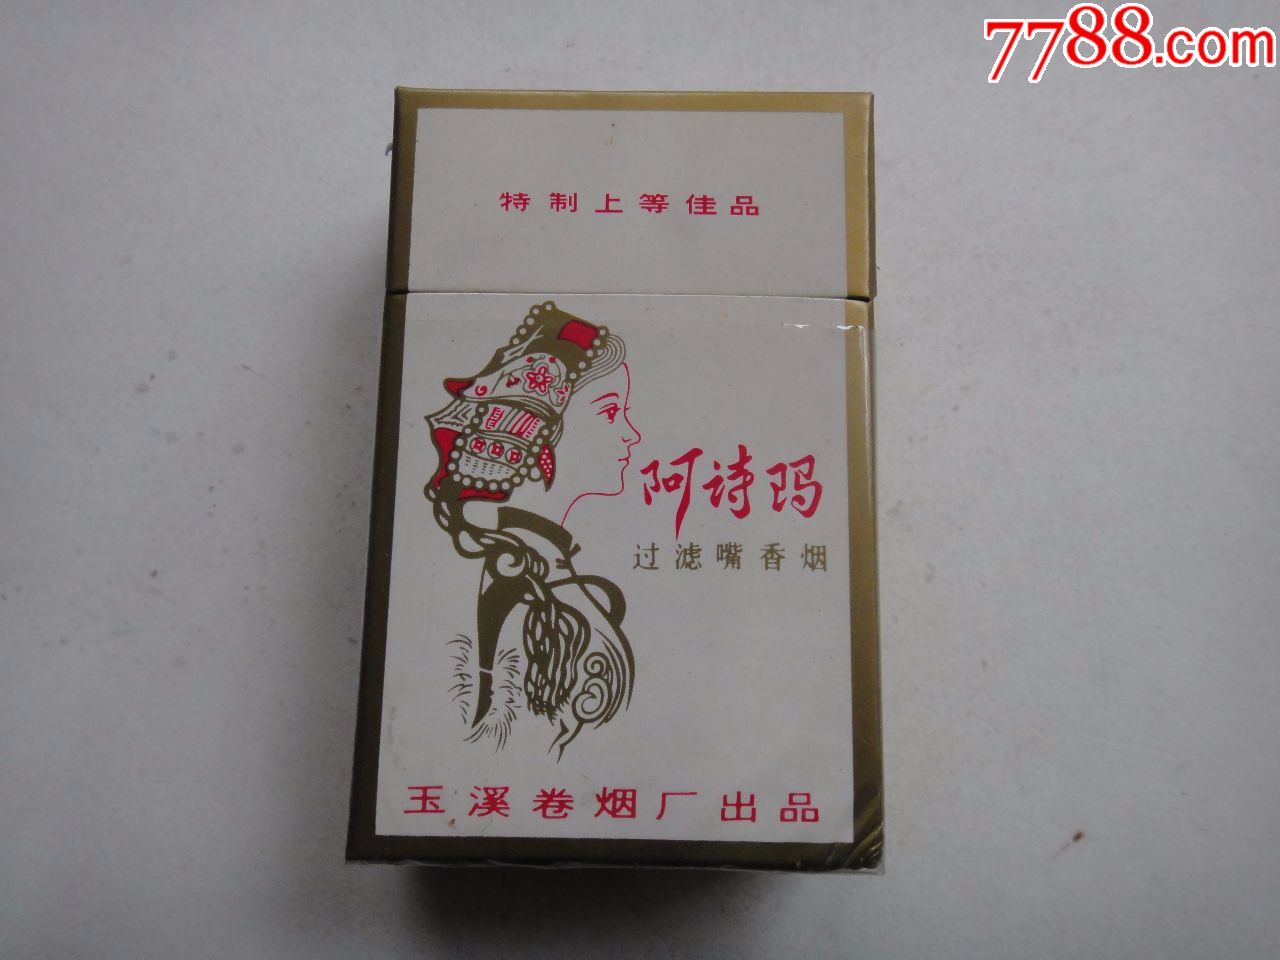 7788.com
特制上等佳品
阿诗玛
过滤嘴香烟
玉溪卷烟厂出品